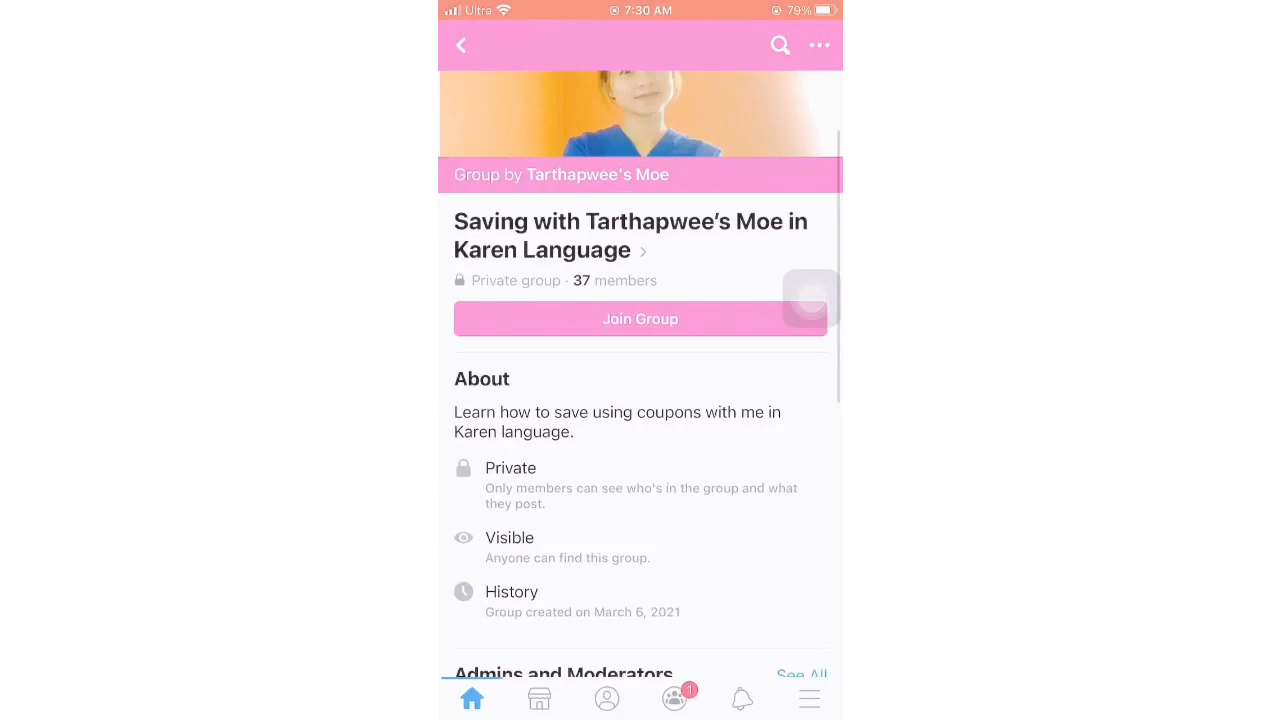 Ultra 7:30 AM 79%
Group by Tarthapwee's Moe
Saving with Tarthapwee's Moe in
Karen Language
Private group · 37 members
Join Group
About
Learn how to save using coupons with me in
Karen language.
Private
Only members can see who's in the group and what
they post.
Visible
Anyone can find this group.
History
Group created on March 6, 2021
Admins and Moderators See All
1